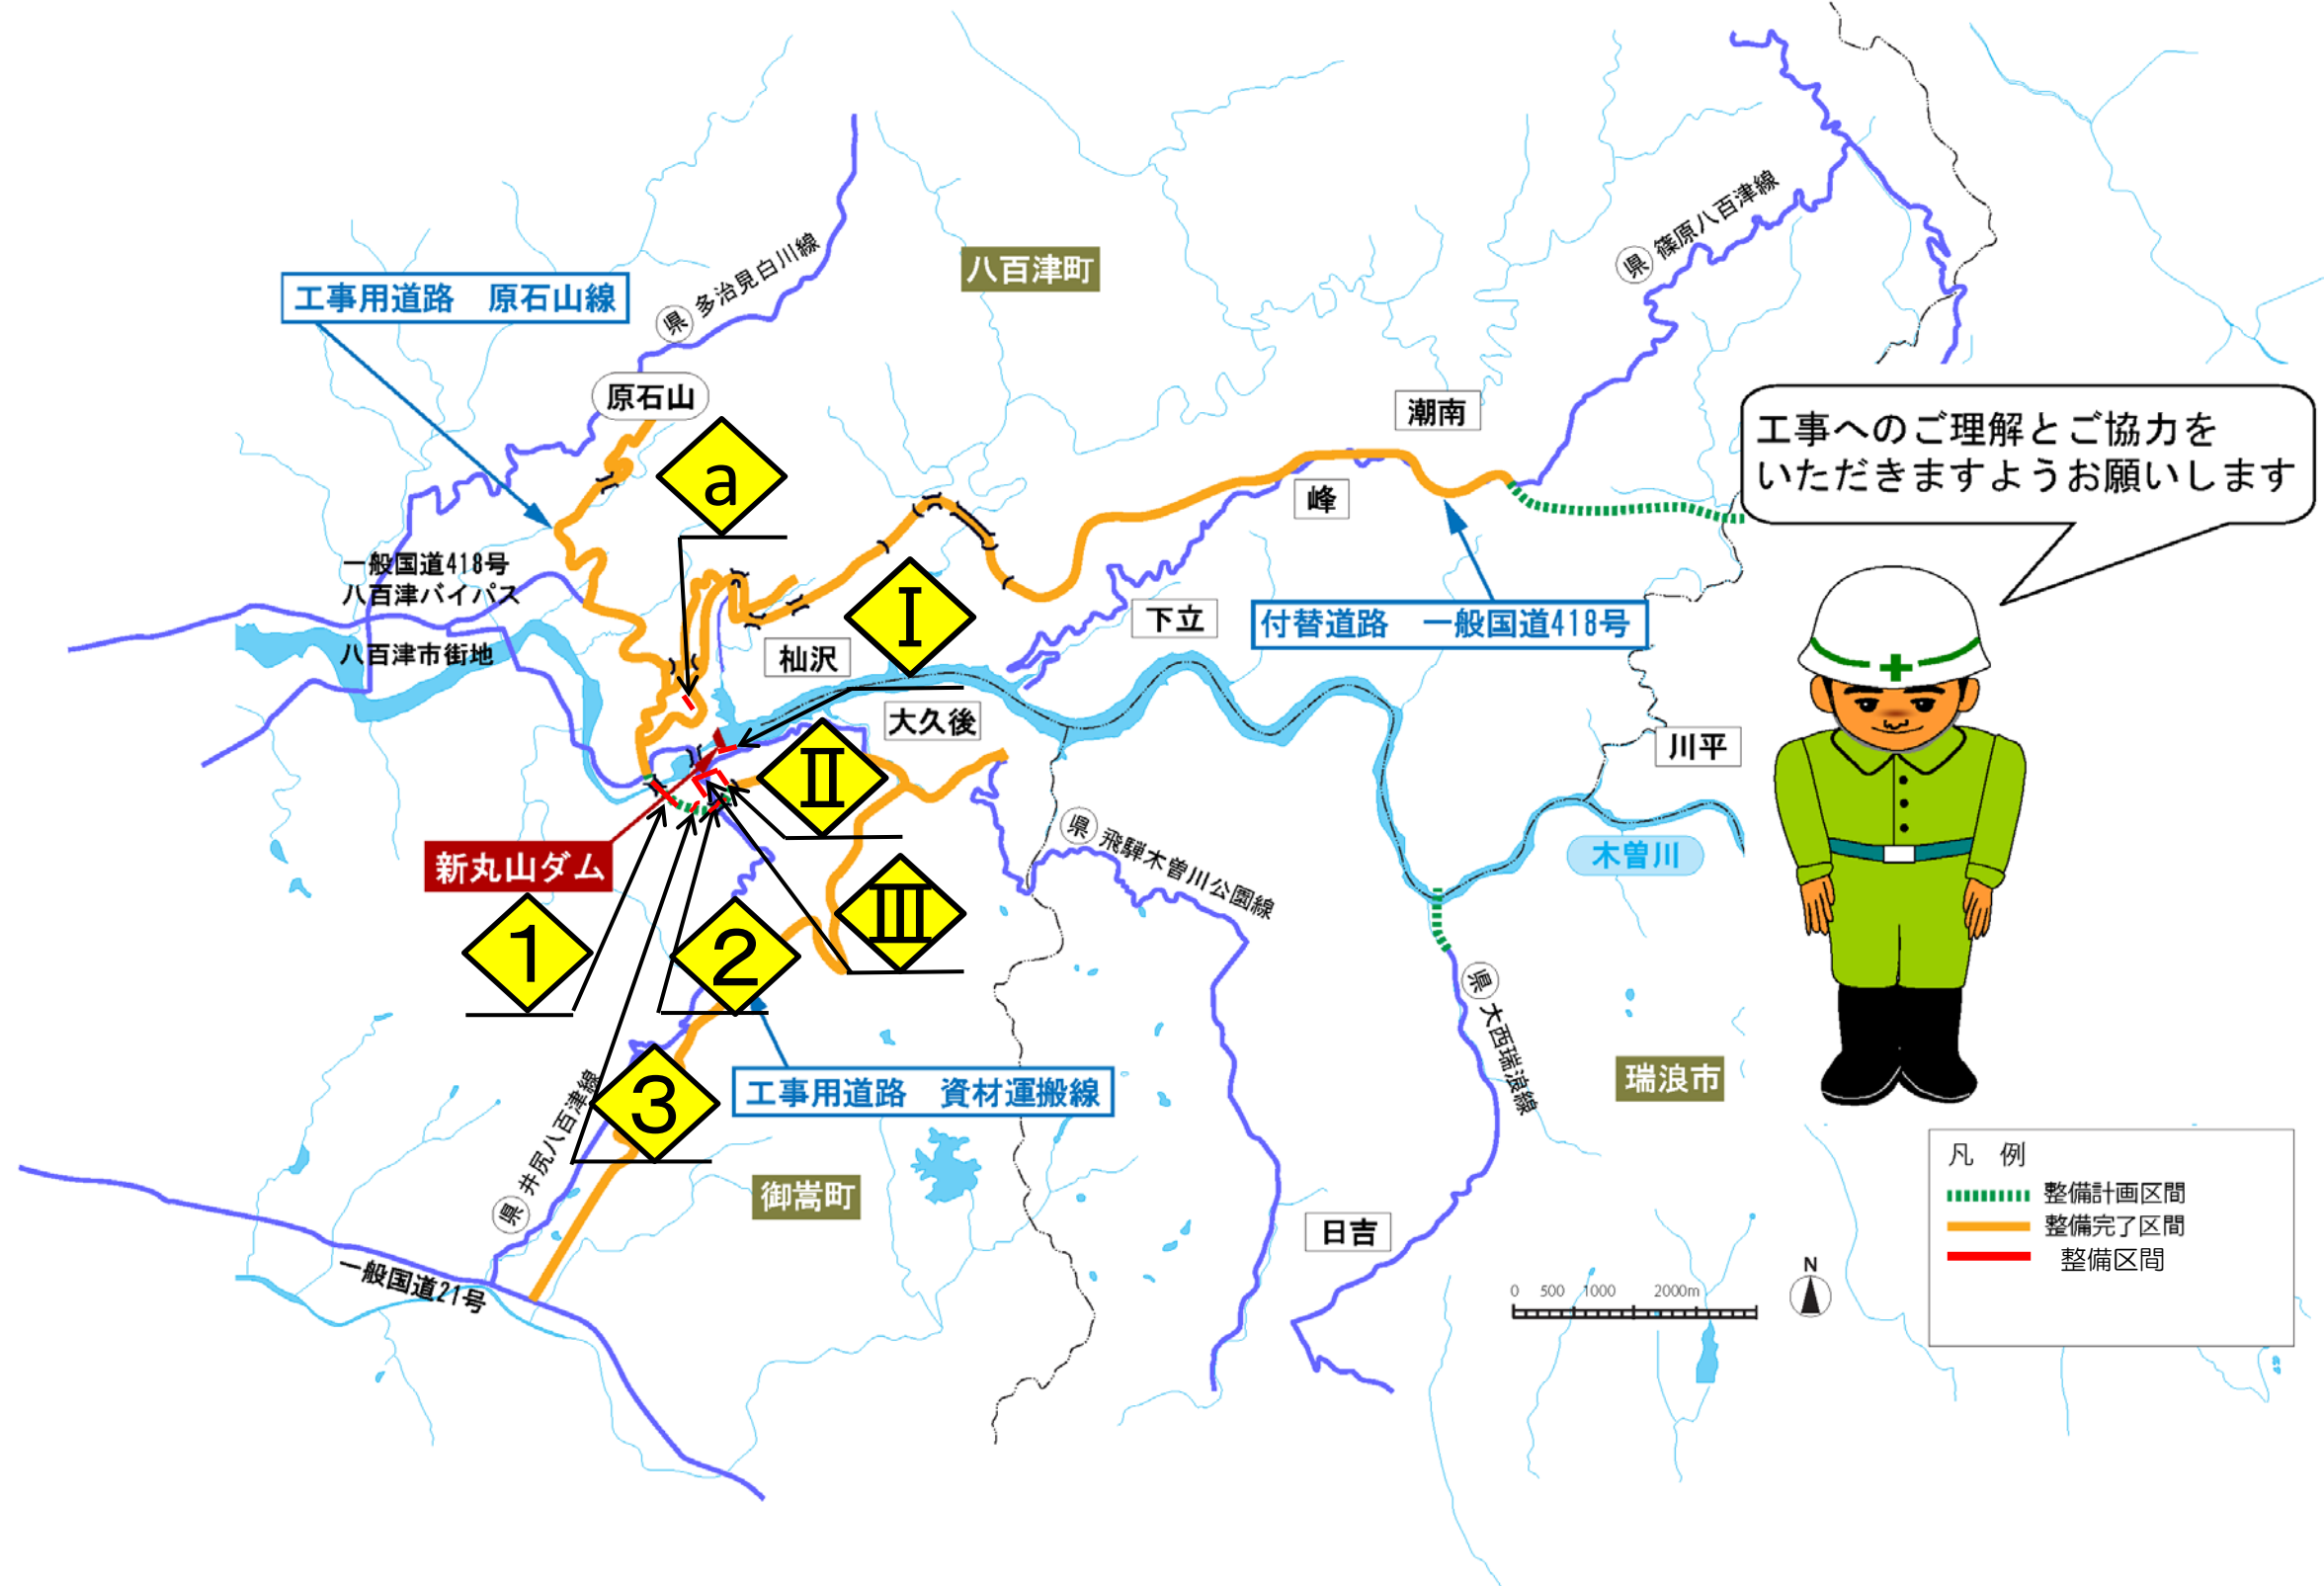 県 篠原八百津線
県 多治見白川線
八百津町
工事用道路　原石山線
原石山
潮南
工事へのご理解とご協力を
いただきますようお願いします
a
峰
一般国道418号
八百津バイパス
Ⅰ
下立
付替道路　一般国道418号
八百津市街地
杣沢
大久後
川平
Ⅱ
県 飛騨木曽川公園線
木曽川
新丸山ダム
Ⅲ
1
2
県 大西瑞浪線
3
工事用道路　資材運搬線
瑞浪市
県 井尻八百津線
御嵩町
日吉
一般国道21号
凡　例
整備計画区間
整備完了区間
整備区間
0 500 1000 2000m
N